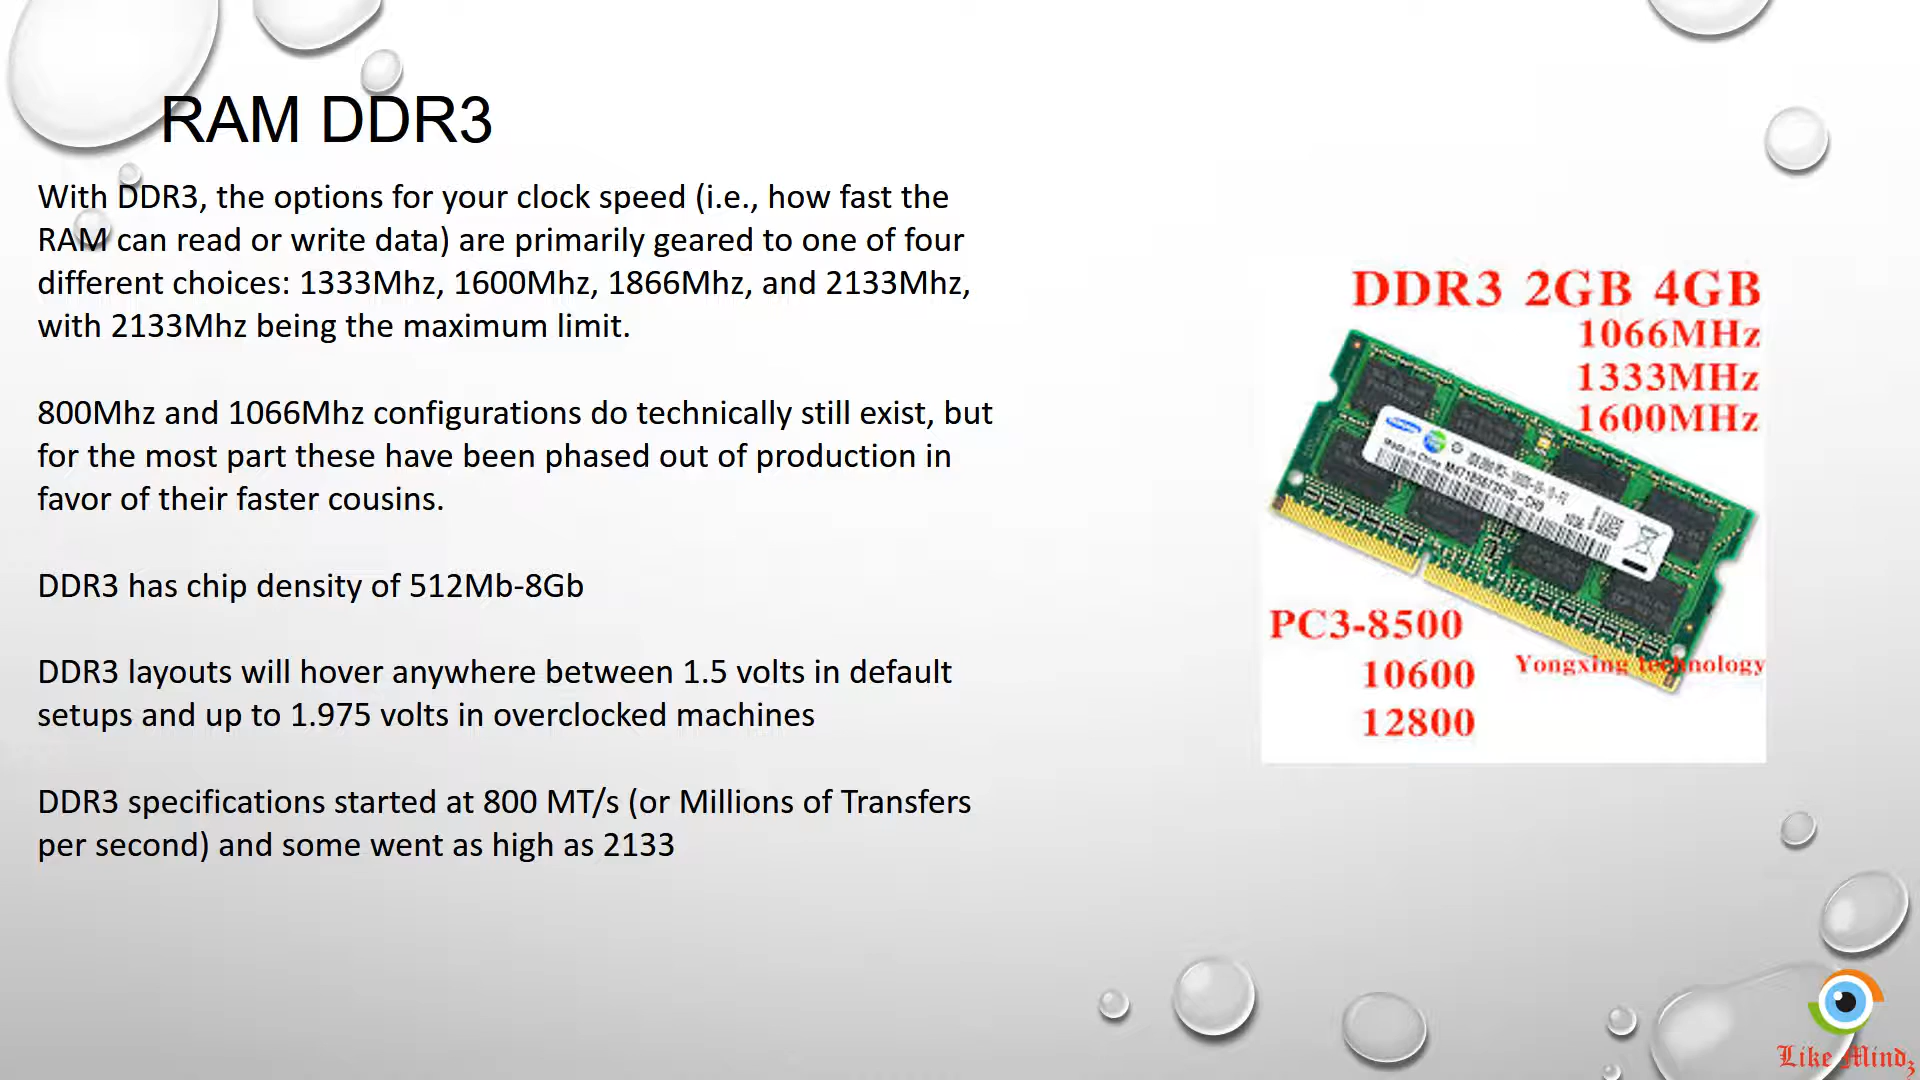 RAM DDR3
With DDR3, the options for your clock speed (i.e., how fast the
RAM can read or write data) are primarily geared to one of four
different choices: 1333Mhz, 1600Mhz, 1866Mhz, and 2133Mhz,
with 2133Mhz being the maximum limit.
800Mhz and 1066Mhz configurations do technically still exist, but
for the most part these have been phased out of production in
favor of their faster cousins.
DDR3 has chip density of 512Mb-8Gb
DDR3 layouts will hover anywhere between 1.5 volts in default
setups and up to 1.975 volts in overclocked machines
DDR3 specifications started at 800 MT/s (or Millions of Transfers
per second) and some went as high as 2133
DDR3 2GB 4GB
1066MHz
1333MHz
1600MHz
Made in China
PC3-8500
10600
12800
Yongxing technology
Like Mindz